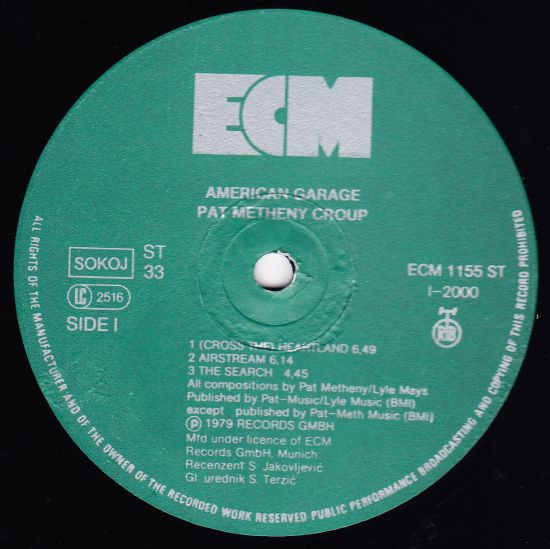 ECM
AMERICAN GARAGE
PAT METHENY GROUP
SOKOJ
ST
33
LC 2516
SIDE I
ECM 1155 ST
I-2000
RTB
1 (CROSS THE) HEARTLAND 6,49
2 AIRSTREAM 6,14
3 THE SEARCH 4,45
All compositions by Pat Metheny/Lyle Mays
Published by Pat-Music/Lyle Music (BMI)
except published by Pat-Meth Music (BMI)
℗ 1979 RECORDS GMBH
Mfd under licence of ECM
Records GmbH, Munich
Recenzent S Jakovljević
Gl urednik S. Terzić
ALL RIGHTS OF THE MANUFACTURER AND OF THE OWNER OF THE RECORDED WORK RESERVED PUBLIC PERFORMANCE BROADCASTING AND COPYING OF THIS RECORD PROHIBITED